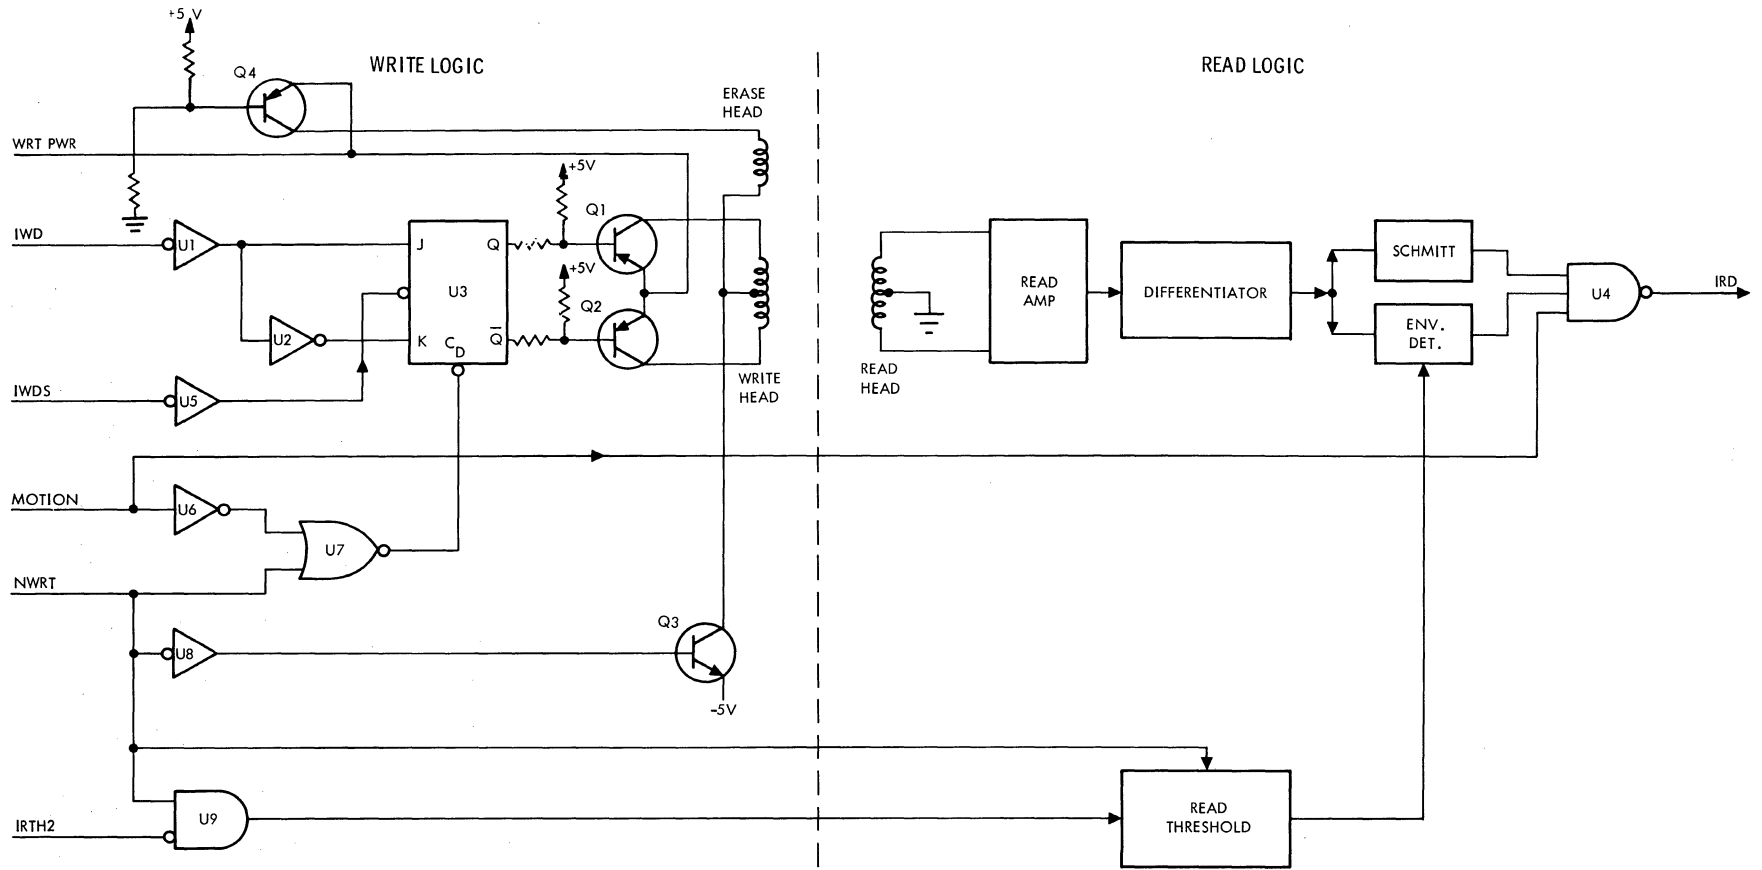 +5 V
Q4
WRITE LOGIC
READ LOGIC
ERASE
HEAD
WRT PWR
+5V
Q1
IWD
U1
J
Q
U3
+5V
Q2
U2
K
C_D
Q̅
IWDS
U5
WRITE
HEAD
READ
HEAD
READ
AMP
DIFFERENTIATOR
SCHMITT
ENV.
DET.
U4
IRD
MOTION
U6
U7
NWRT
U8
Q3
-5V
IRTH2
U9
READ
THRESHOLD